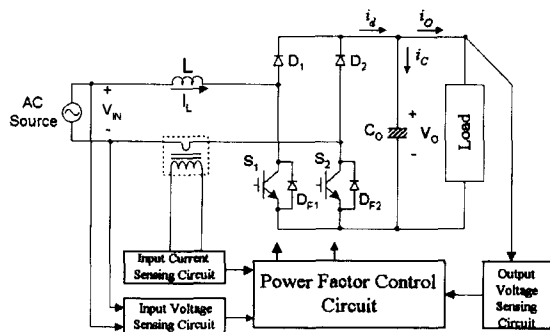 i_d
i_O
L
D_1
D_2
i_C
AC
Source
+
V_IN
-
I_L
+
C_O
V_O
-
Load
S_1
S_2
D_F1
D_F2
Input Current
Sensing Circuit
Power Factor Control
Circuit
Output
Voltage
Sensing
Circuit
Input Voltage
Sensing Circuit